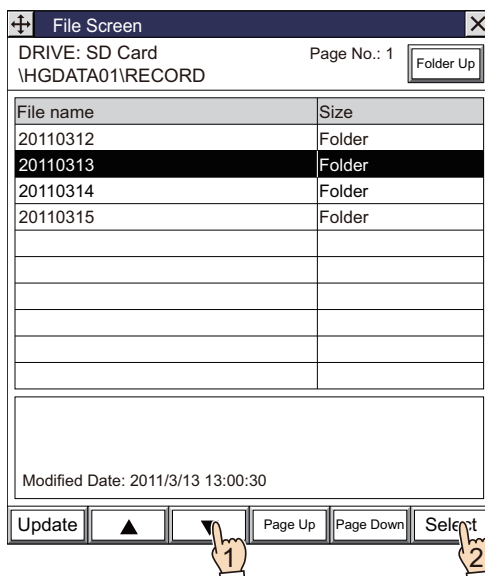 File Screen
DRIVE: SD Card Page No.: 1 Folder Up
\HGDATA01\RECORD
File name Size
20110312 Folder
20110313 Folder
20110314 Folder
20110315 Folder
Modified Date: 2011/3/13 13:00:30
Update ▲ ▼ Page Up Page Down Select
1 2